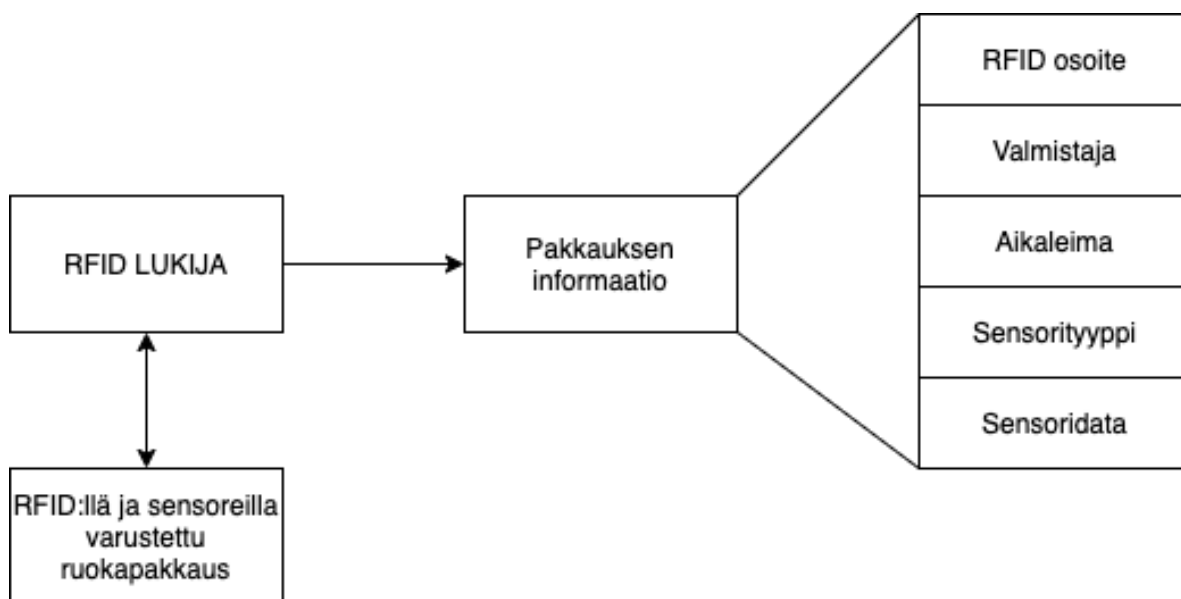 RFID LUKIJA
RFID:llä ja sensoreilla
varustettu
ruokapakkaus
Pakkauksen
informaatio
RFID osoite
Valmistaja
Aikaleima
Sensorityyppi
Sensoridata